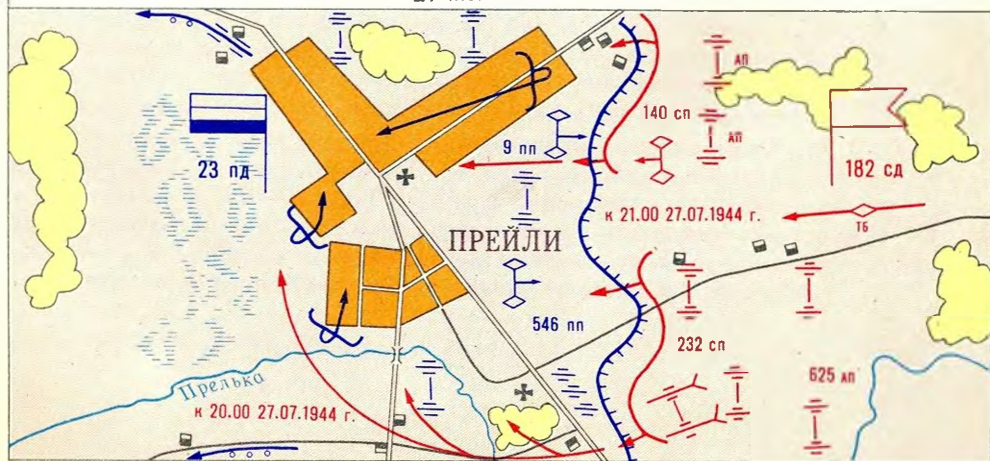 АП
140 сп
АП
9 пп
23 пд
182 сд
к 21.00 27.07.1944 г.
ТБ
ПРЕЙЛИ
546 пп
232 сп
625 АП
Прелька
к 20.00 27.07.1944 г.